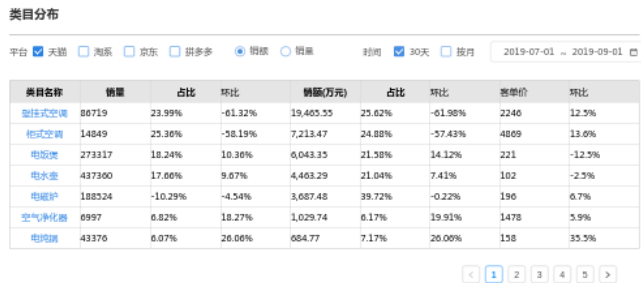 类目分布
平台 天猫 淘系 京东 拼多多 销额 销量 时间 30天 按月 2019-07-01 ~ 2019-09-01
类目名称 销量 占比 环比 销额(万元) 占比 环比 客单价 环比
壁挂式空调 86719 23.99% -61.32% 19,465.55 25.62% -61.98% 2246 12.5%
柜式空调 14849 25.36% -58.19% 7,213.47 24.88% -57.43% 4869 13.6%
电饭煲 273317 18.24% 10.36% 6,043.35 21.58% 14.12% 221 -12.5%
电水壶 437360 17.66% 9.67% 4,463.29 21.04% 7.41% 102 -2.5%
电磁炉 188524 -10.29% -4.54% 3,687.48 39.72% -0.22% 196 6.7%
空气净化器 6997 6.82% 18.27% 1,029.74 6.17% 19.91% 1478 5.9%
电炖锅 43376 6.07% 26.06% 684.77 7.17% 26.06% 158 35.5%
< 1 2 3 4 5 >